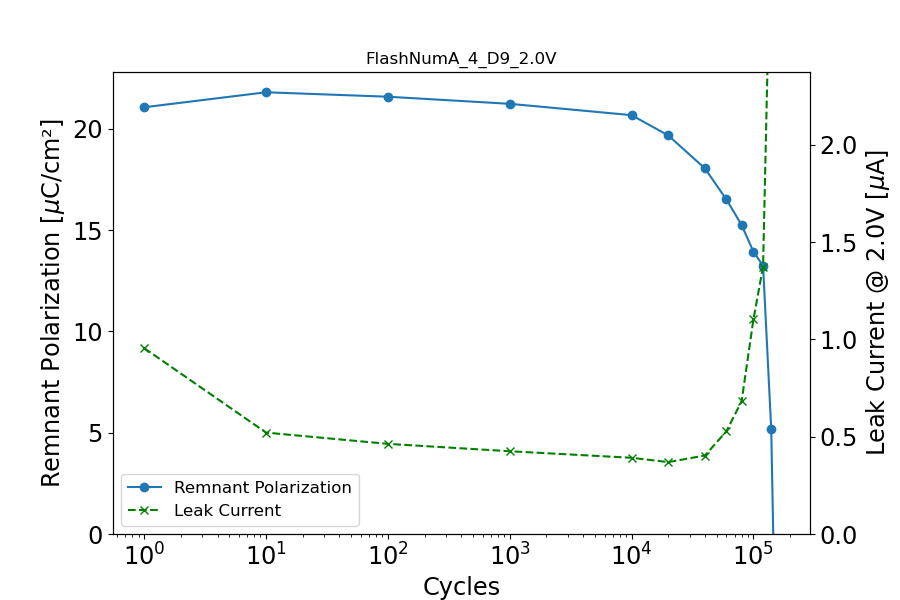 FlashNumA_4_D9_2.0V
Remnant Polarization [μC/cm²]
20
15
10
5
0
2.0
1.5
1.0
0.5
0.0
Leak Current @ 2.0V [μA]
Remnant Polarization
Leak Current
10⁰ 10¹ 10² 10³ 10⁴ 10⁵
Cycles